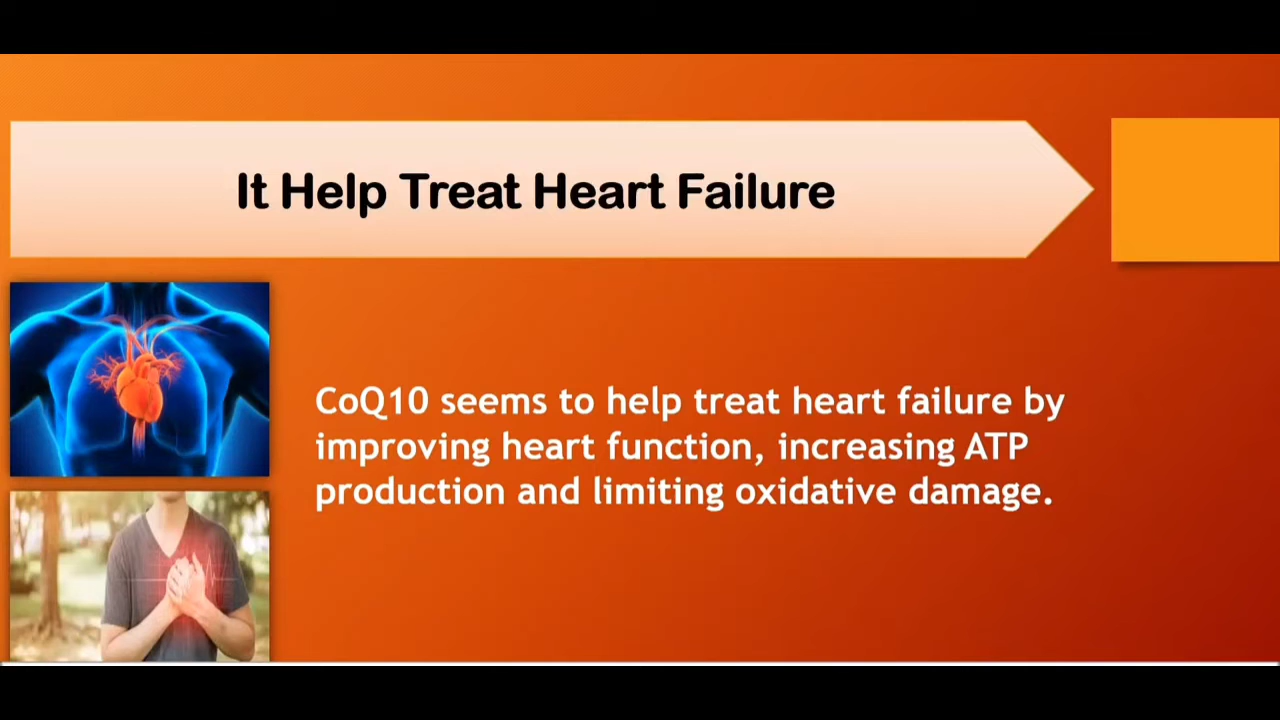 It Help Treat Heart Failure
CoQ10 seems to help treat heart failure by
improving heart function, increasing ATP
production and limiting oxidative damage.